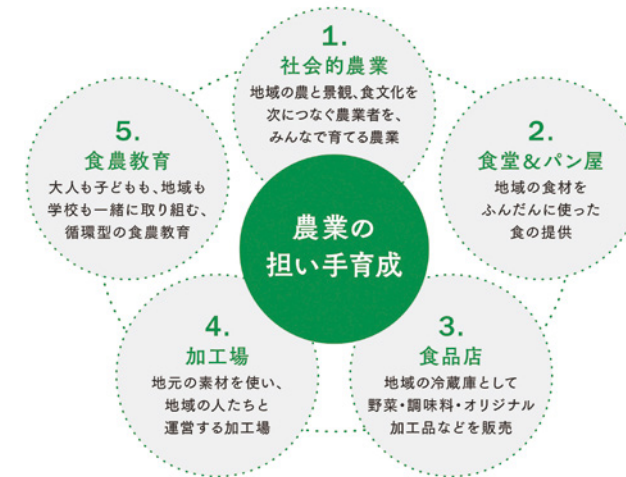 1.
社会的農業
地域の農と景観、食文化を
次につなぐ農業者を、
みんなで育てる農業
2.
食堂＆パン屋
地域の食材を
ふんだんに使った
食の提供
3.
食品店
地域の冷蔵庫として
野菜・調味料・オリジナル
加工品などを販売
4.
加工場
地元の素材を使い、
地域の人たちと
運営する加工場
5.
食農教育
大人も子どもも、地域も
学校も一緒に取り組む、
循環型の食農教育
農業の
担い手育成